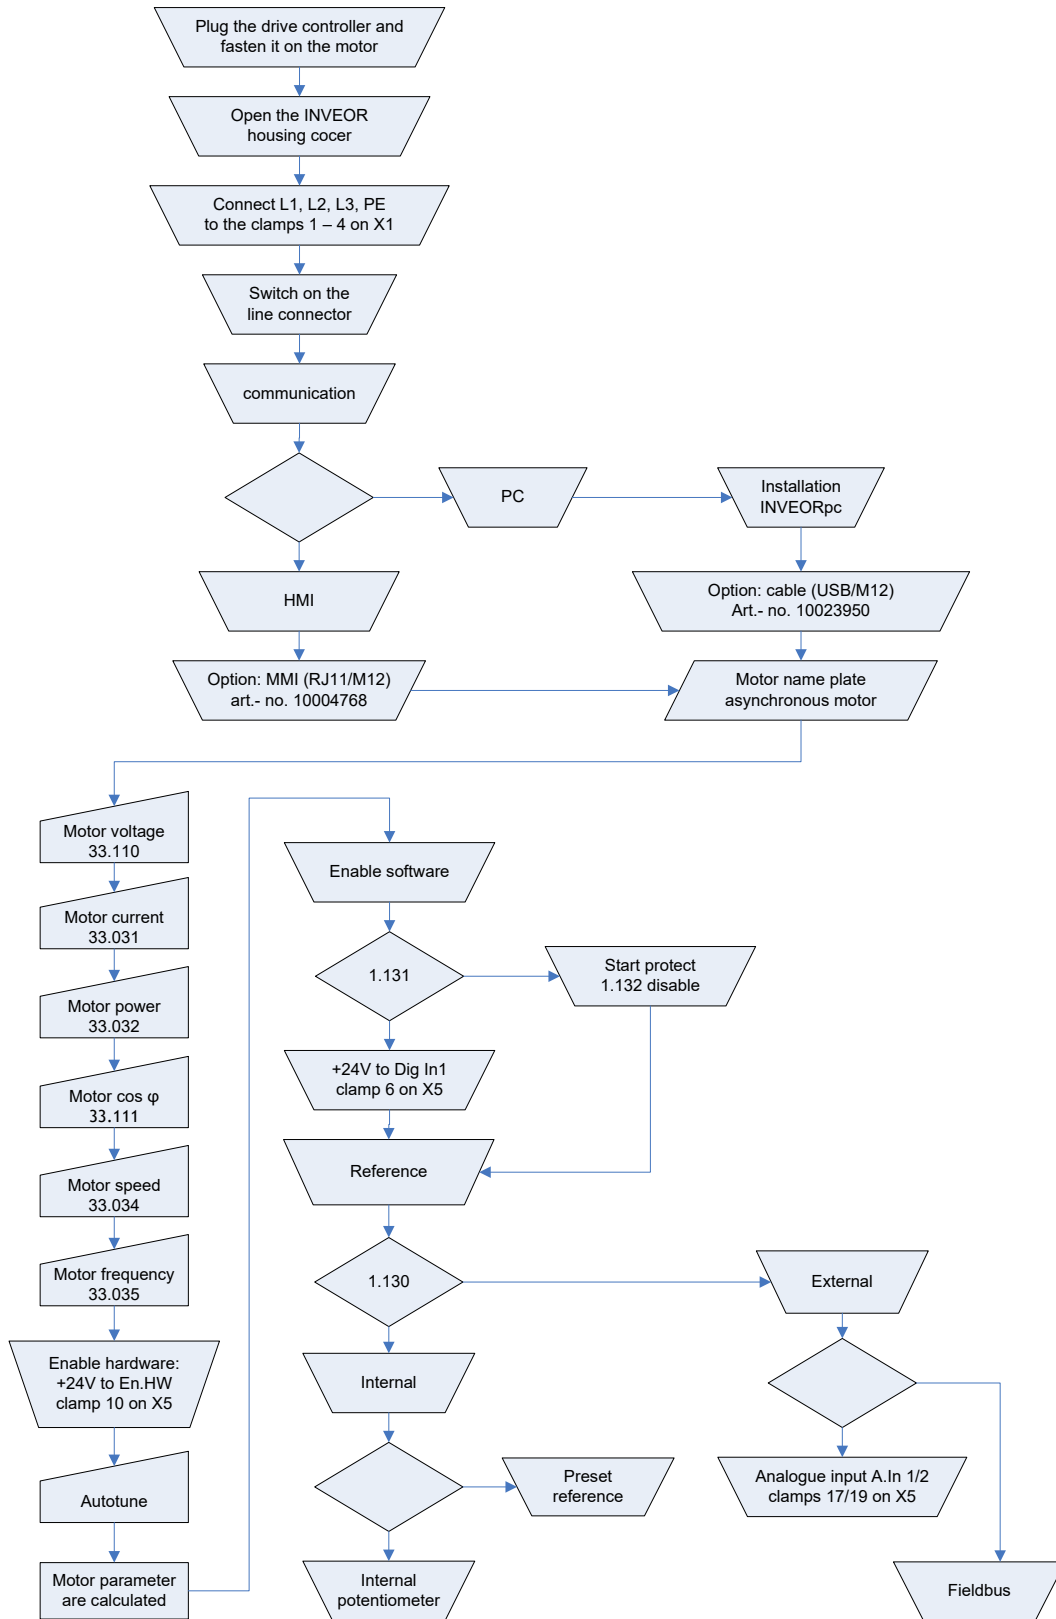 Plug the drive controller and
fasten it on the motor
Open the INVEOR
housing cocer
Connect L1, L2, L3, PE
to the clamps 1 – 4 on X1
Switch on the
line connector
communication
PC
Installation
INVEORpc
HMI
Option: cable (USB/M12)
Art.- no. 10023950
Option: MMI (RJ11/M12)
art.- no. 10004768
Motor name plate
asynchronous motor
Motor voltage
33.110
Motor current
33.031
Motor power
33.032
Motor cos φ
33.111
Motor speed
33.034
Motor frequency
33.035
Enable hardware:
+24V to En.HW
clamp 10 on X5
Autotune
Motor parameter
are calculated
Enable software
1.131
Start protect
1.132 disable
+24V to Dig In1
clamp 6 on X5
Reference
1.130
External
Internal
Preset
reference
Analogue input A.In 1/2
clamps 17/19 on X5
Internal
potentiometer
Fieldbus